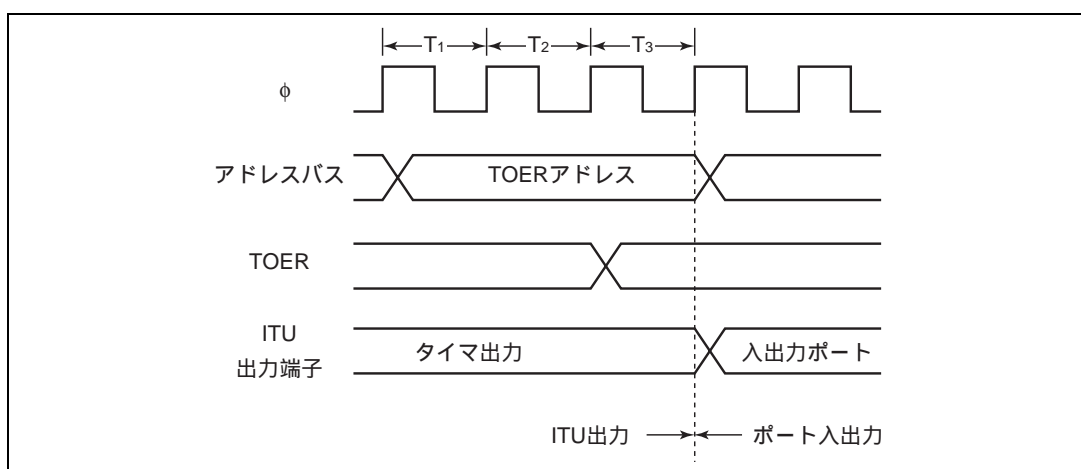 T1 T2 T3
φ
アドレスバス TOERアドレス
TOER
ITU
出力端子 タイマ出力 入出力ポート
ITU出力 ポート入出力